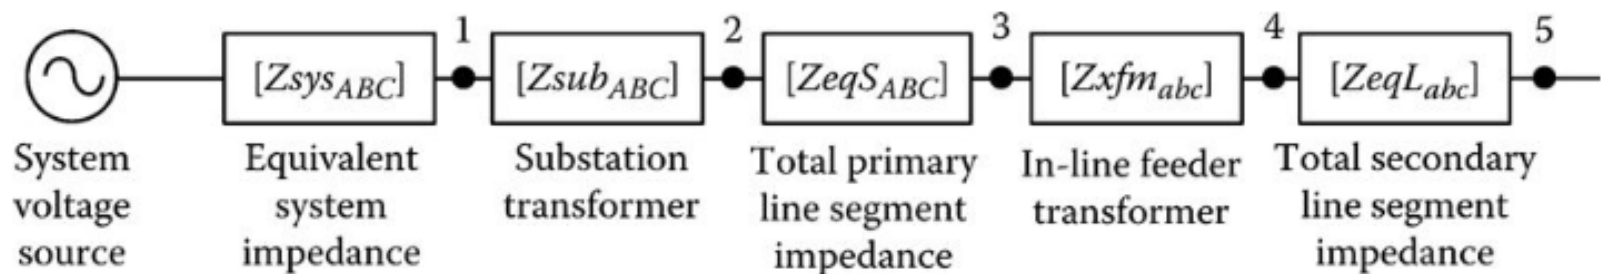 1 2 3 4 5
[Zsys_ABC] [Zsub_ABC] [ZeqS_ABC] [Zxfm_abc] [ZeqL_abc]
System
voltage
source
Equivalent
system
impedance
Substation
transformer
Total primary
line segment
impedance
In-line feeder
transformer
Total secondary
line segment
impedance